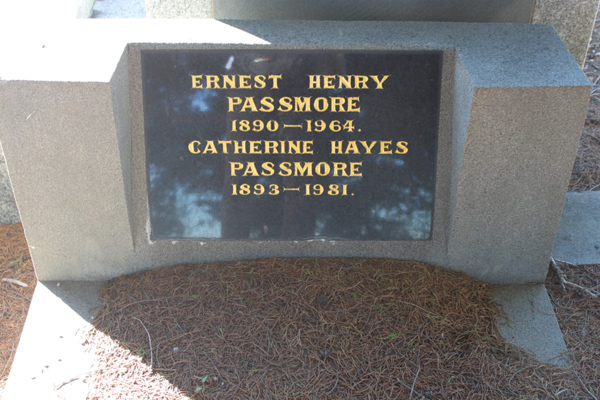 ERNEST HENRY
PASSMORE
1890—1964.
CATHERINE HAYES
PASSMORE
1893—1981.